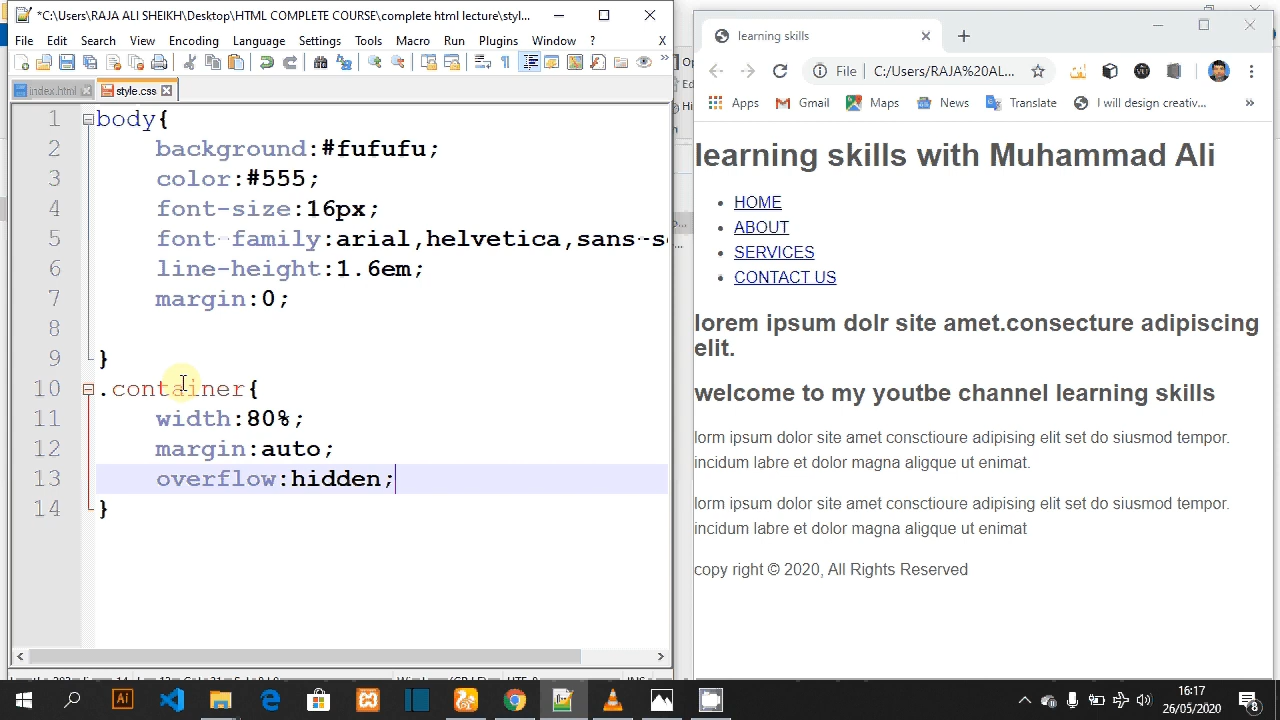 *C:\Users\RAJA ALI SHEIKH\Desktop\HTML COMPLETE COURSE\complete html lecture\styl...
File Edit Search View Encoding Language Settings Tools Macro Run Plugins Window ? X
index.html style.css
1 body{
2 background:#fufufu;
3 color:#555;
4 font-size:16px;
5 font-family:arial,helvetica,sans-s
6 line-height:1.6em;
7 margin:0;
8
9 }
10 .container{
11 width:80%;
12 margin:auto;
13 overflow:hidden;
14 }
learning skills
File C:/Users/RAJA%20AL...
Apps Gmail Maps News Translate I will design creativ... »
learning skills with Muhammad Ali
• HOME
• ABOUT
• SERVICES
• CONTACT US
lorem ipsum dolr site amet.consecture adipiscing
elit.
welcome to my youtbe channel learning skills
lorm ipsum dolor site amet consctioure adipising elit set do siusmod tempor.
incidum labre et dolor magna aligque ut enimat.
lorm ipsum dolor site amet consctioure adipising elit set do siusmod tempor.
incidum labre et dolor magna aligque ut enimat
copy right © 2020, All Rights Reserved
Ai
16:17
26/05/2020
8